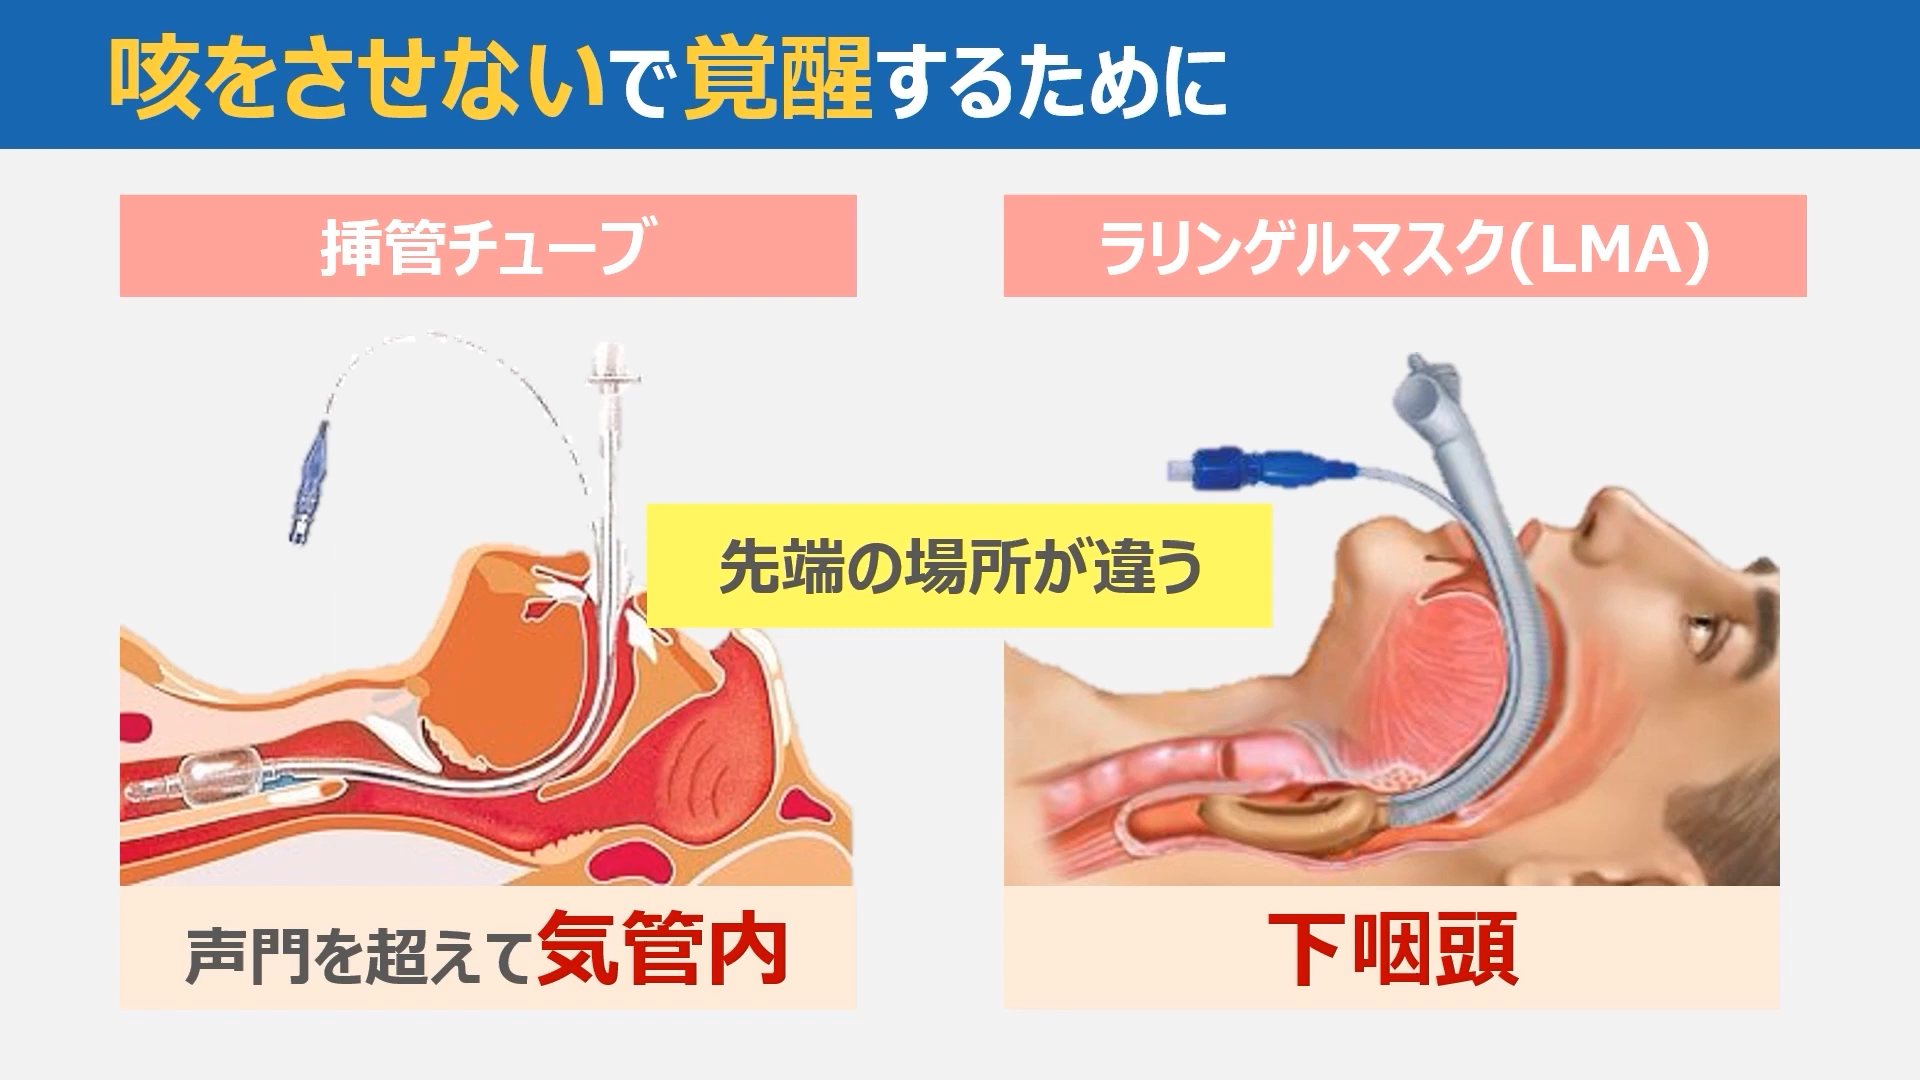 咳をさせないで覚醒するために
挿管チューブ
ラリンゲルマスク(LMA)
先端の場所が違う
声門を超えて気管内
下咽頭